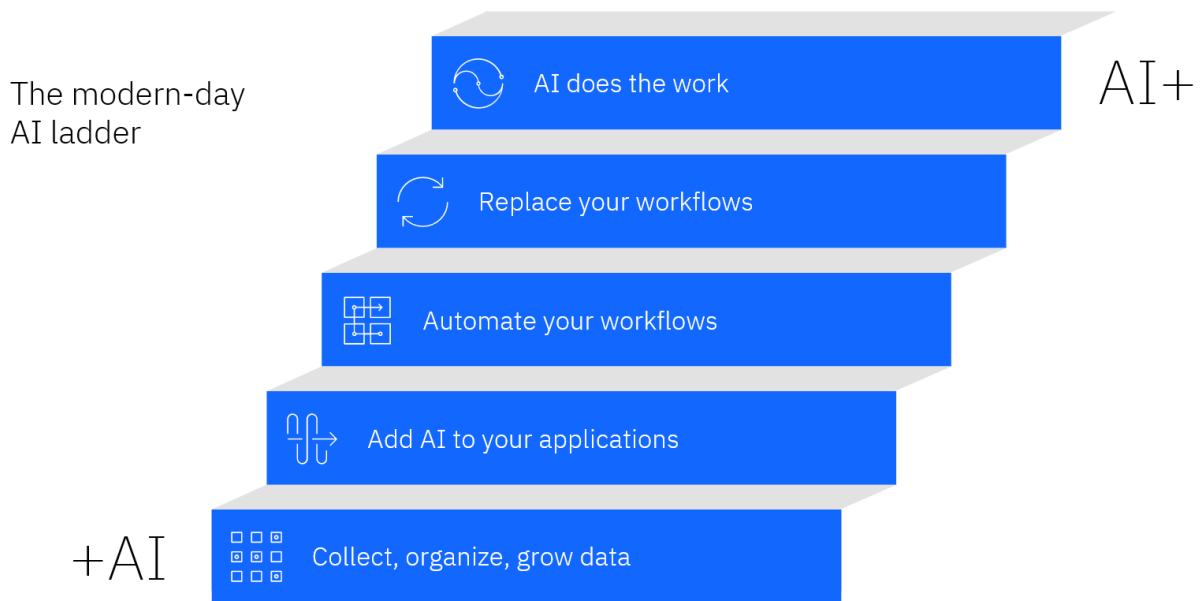 The modern-day
AI ladder
AI does the work
AI+
Replace your workflows
Automate your workflows
Add AI to your applications
+AI
Collect, organize, grow data